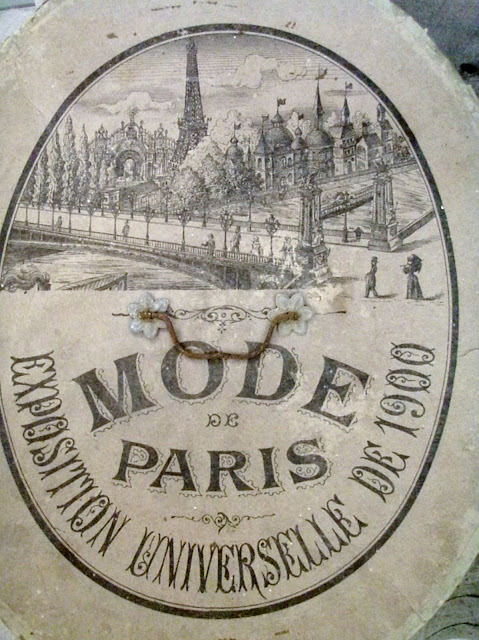 MODE
DE
PARIS
EXPOSITION UNIVERSELLE DE 1900